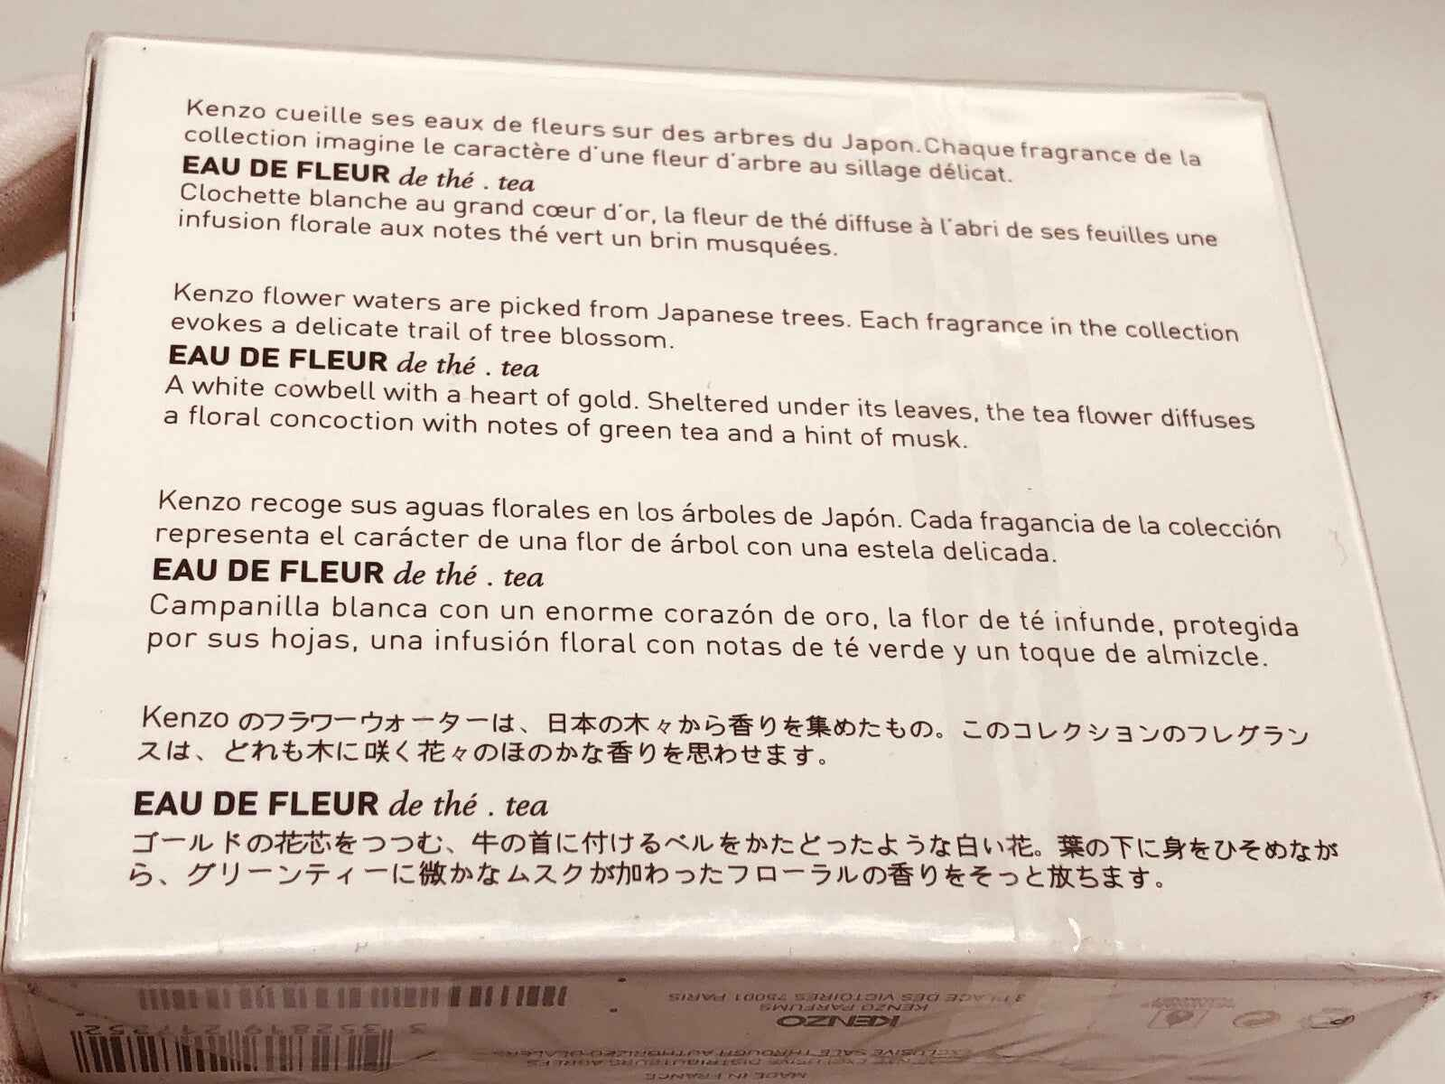 Kenzo cueille ses eaux de fleurs sur des arbres du Japon. Chaque fragrance de la
collection imagine le caractère d'une fleur d'arbre au sillage délicat.
EAU DE FLEUR de thé . tea
Clochette blanche au grand cœur d'or, la fleur de thé diffuse à l'abri de ses feuilles une
infusion florale aux notes thé vert un brin musquées.
Kenzo flower waters are picked from Japanese trees. Each fragrance in the collection
evokes a delicate trail of tree blossom.
EAU DE FLEUR de thé . tea
A white cowbell with a heart of gold. Sheltered under its leaves, the tea flower diffuses
a floral concoction with notes of green tea and a hint of musk.
Kenzo recoge sus aguas florales en los árboles de Japón. Cada fragancia de la colección
representa el carácter de una flor de árbol con una estela delicada.
EAU DE FLEUR de thé . tea
Campanilla blanca con un enorme corazón de oro, la flor de té infunde, protegida
por sus hojas, una infusión floral con notas de té verde y un toque de almizcle.
Kenzo のフラワーウォーターは、日本の木々から香りを集めたもの。このコレクションのフレグラン
スは、どれも木に咲く花々のほのかな香りを思わせます。
EAU DE FLEUR de thé . tea
ゴールドの花芯をつつむ、牛の首に付けるベルをかたどったような白い花。葉の下に身をひそめなが
ら、グリーンティーに微かなムスクが加わったフローラルの香りをそっと放ちます。
3 PLACE DES VICTOIRES 75001 PARIS
KENZO PARFUMS
KENZO
MADE IN FRANCE